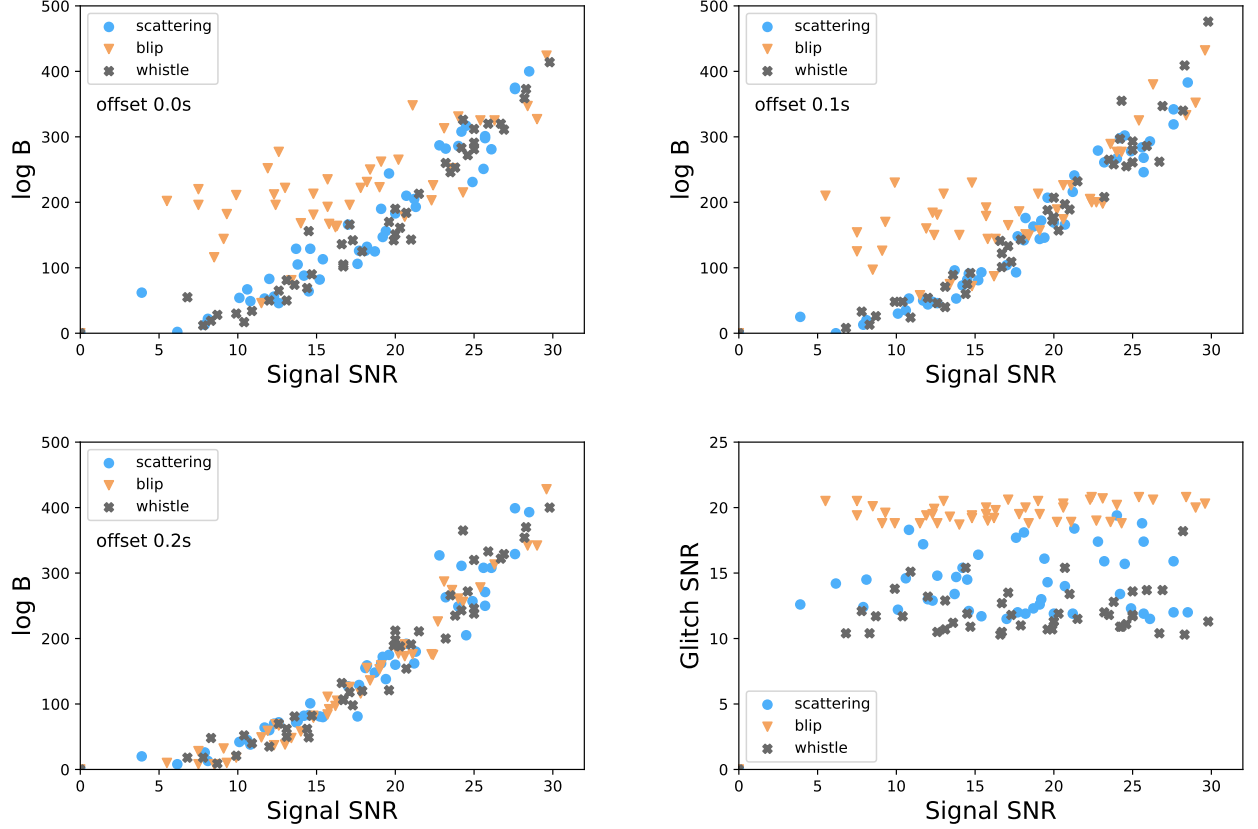 500
400
300
200
100
0
log B
scattering
blip
whistle
offset 0.0s
0 5 10 15 20 25 30
Signal SNR
500
400
300
200
100
0
log B
scattering
blip
whistle
offset 0.1s
0 5 10 15 20 25 30
Signal SNR
500
400
300
200
100
0
log B
scattering
blip
whistle
offset 0.2s
0 5 10 15 20 25 30
Signal SNR
25
20
15
10
5
0
Glitch SNR
scattering
blip
whistle
0 5 10 15 20 25 30
Signal SNR